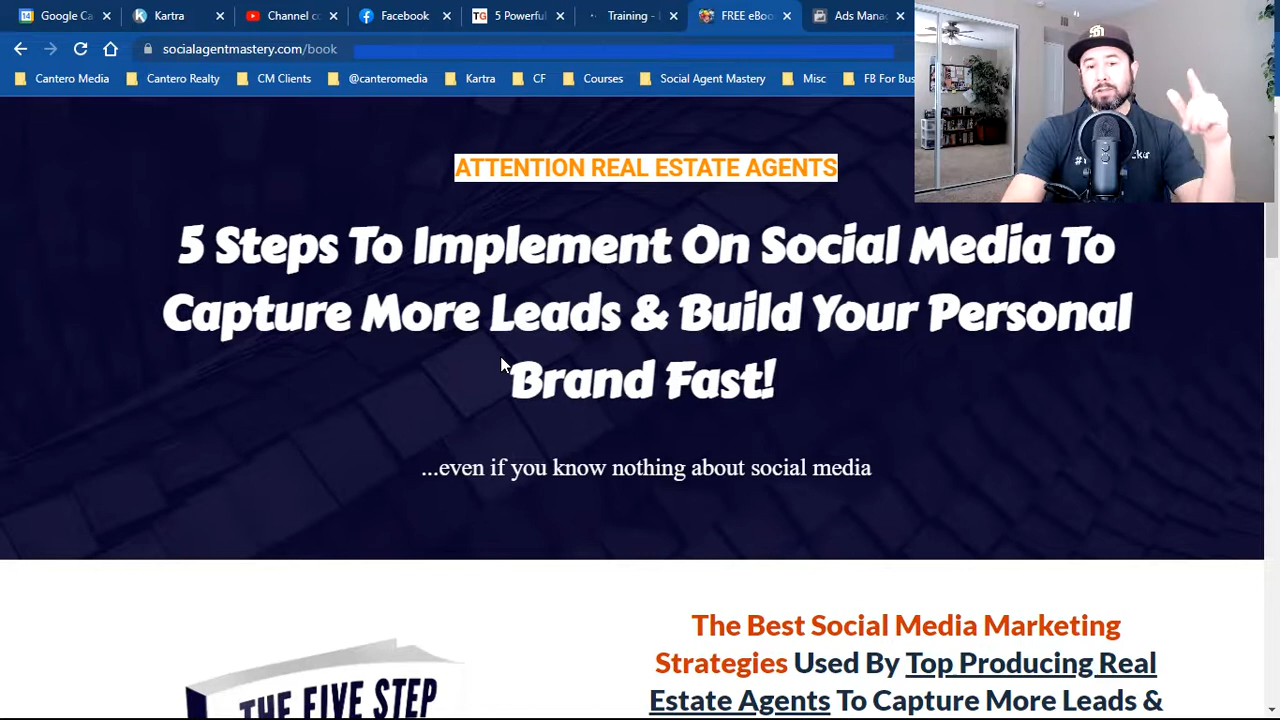 Google Ca
Kartra
Channel co
Facebook
5 Powerful
Training -
FREE eBoo
Ads Mana
socialagentmastery.com/book
Cantero Media
Cantero Realty
CM Clients
@canteromedia
Kartra
CF
Courses
Social Agent Mastery
Misc
FB For Bus
ATTENTION REAL ESTATE AGENTS
5 Steps To Implement On Social Media To
Capture More Leads & Build Your Personal
Brand Fast!
...even if you know nothing about social media
The Best Social Media Marketing
Strategies Used By Top Producing Real
Estate Agents To Capture More Leads &
THE FIVE STEP